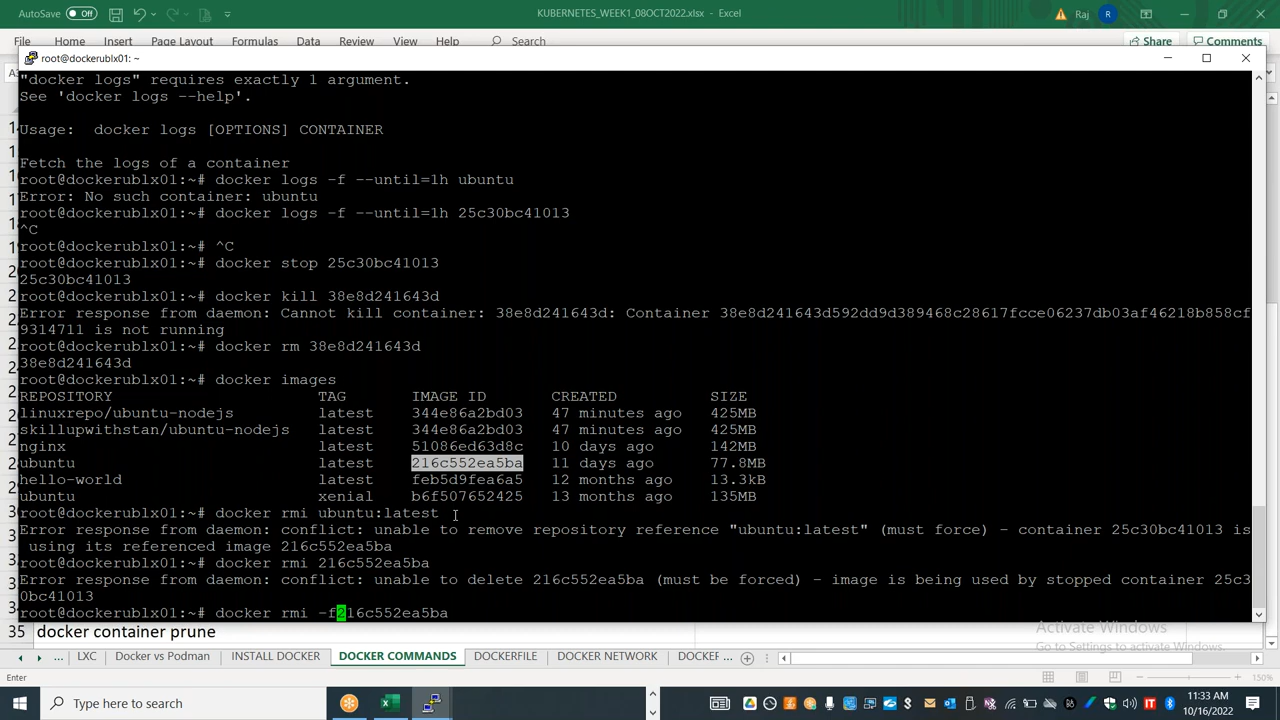 AutoSave Off KUBERNETES_WEEK1_08OCT2022.xlsx - Excel Raj R
File Home Insert Page Layout Formulas Data Review View Help Search Share Comments
root@dockerublx01: ~
"docker logs" requires exactly 1 argument.
See 'docker logs --help'.
Usage:  docker logs [OPTIONS] CONTAINER
Fetch the logs of a container
root@dockerublx01:~# docker logs -f --until=1h ubuntu
Error: No such container: ubuntu
root@dockerublx01:~# docker logs -f --until=1h 25c30bc41013
^C
root@dockerublx01:~# ^C
root@dockerublx01:~# docker stop 25c30bc41013
25c30bc41013
root@dockerublx01:~# docker kill 38e8d241643d
Error response from daemon: Cannot kill container: 38e8d241643d: Container 38e8d241643d592dd9d389468c28617fcce06237db03af46218b858cf
9314711 is not running
root@dockerublx01:~# docker rm 38e8d241643d
38e8d241643d
root@dockerublx01:~# docker images
REPOSITORY TAG IMAGE ID CREATED SIZE
linuxrepo/ubuntu-nodejs latest 344e86a2bd03 47 minutes ago 425MB
skillupwithstan/ubuntu-nodejs latest 344e86a2bd03 47 minutes ago 425MB
nginx latest 51086ed63d8c 10 days ago 142MB
ubuntu latest 216c552ea5ba 11 days ago 77.8MB
hello-world latest feb5d9fea6a5 12 months ago 13.3kB
ubuntu xenial b6f507652425 13 months ago 135MB
root@dockerublx01:~# docker rmi ubuntu:latest
Error response from daemon: conflict: unable to remove repository reference "ubuntu:latest" (must force) - container 25c30bc41013 is
using its referenced image 216c552ea5ba
root@dockerublx01:~# docker rmi 216c552ea5ba
Error response from daemon: conflict: unable to delete 216c552ea5ba (must be forced) - image is being used by stopped container 25c3
0bc41013
root@dockerublx01:~# docker rmi -f216c552ea5ba
35 docker container prune
Activate Windows
Go to Settings to activate Windows.
... LXC Docker vs Podman INSTALL DOCKER DOCKER COMMANDS DOCKERFILE DOCKER NETWORK DOCKEF ...
Enter 150%
Type here to search 11:33 AM
10/16/2022